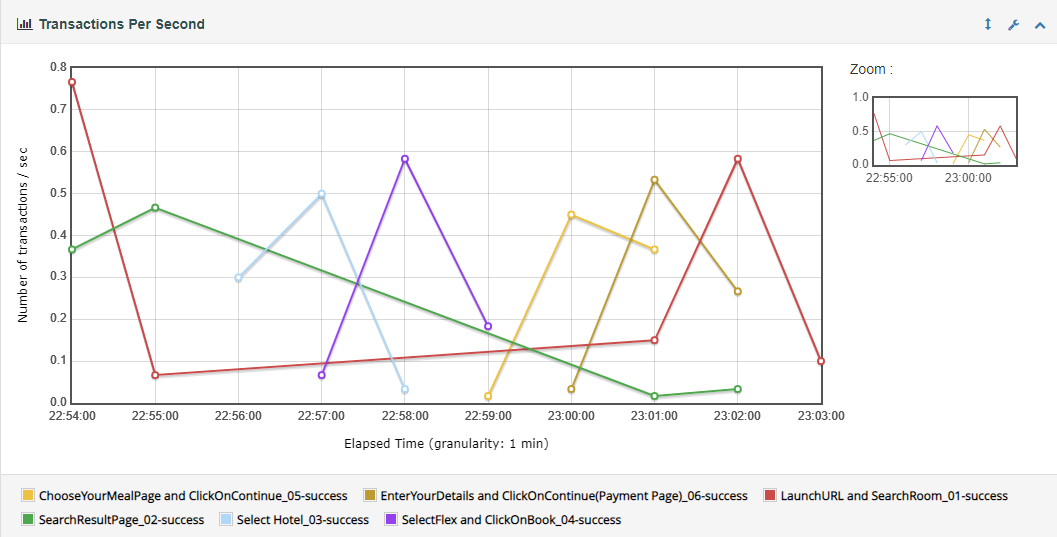 Transactions Per Second
Zoom :
0.8
0.7
0.6
0.5
0.4
0.3
0.2
0.1
0.0
Number of transactions / sec
22:54:00 22:55:00 22:56:00 22:57:00 22:58:00 22:59:00 23:00:00 23:01:00 23:02:00 23:03:00
Elapsed Time (granularity: 1 min)
1.0
0.5
0.0
22:55:00 23:00:00
ChooseYourMealPage and ClickOnContinue_05-success EnterYourDetails and ClickOnContinue(Payment Page)_06-success LaunchURL and SearchRoom_01-success
SearchResultPage_02-success Select Hotel_03-success SelectFlex and ClickOnBook_04-success